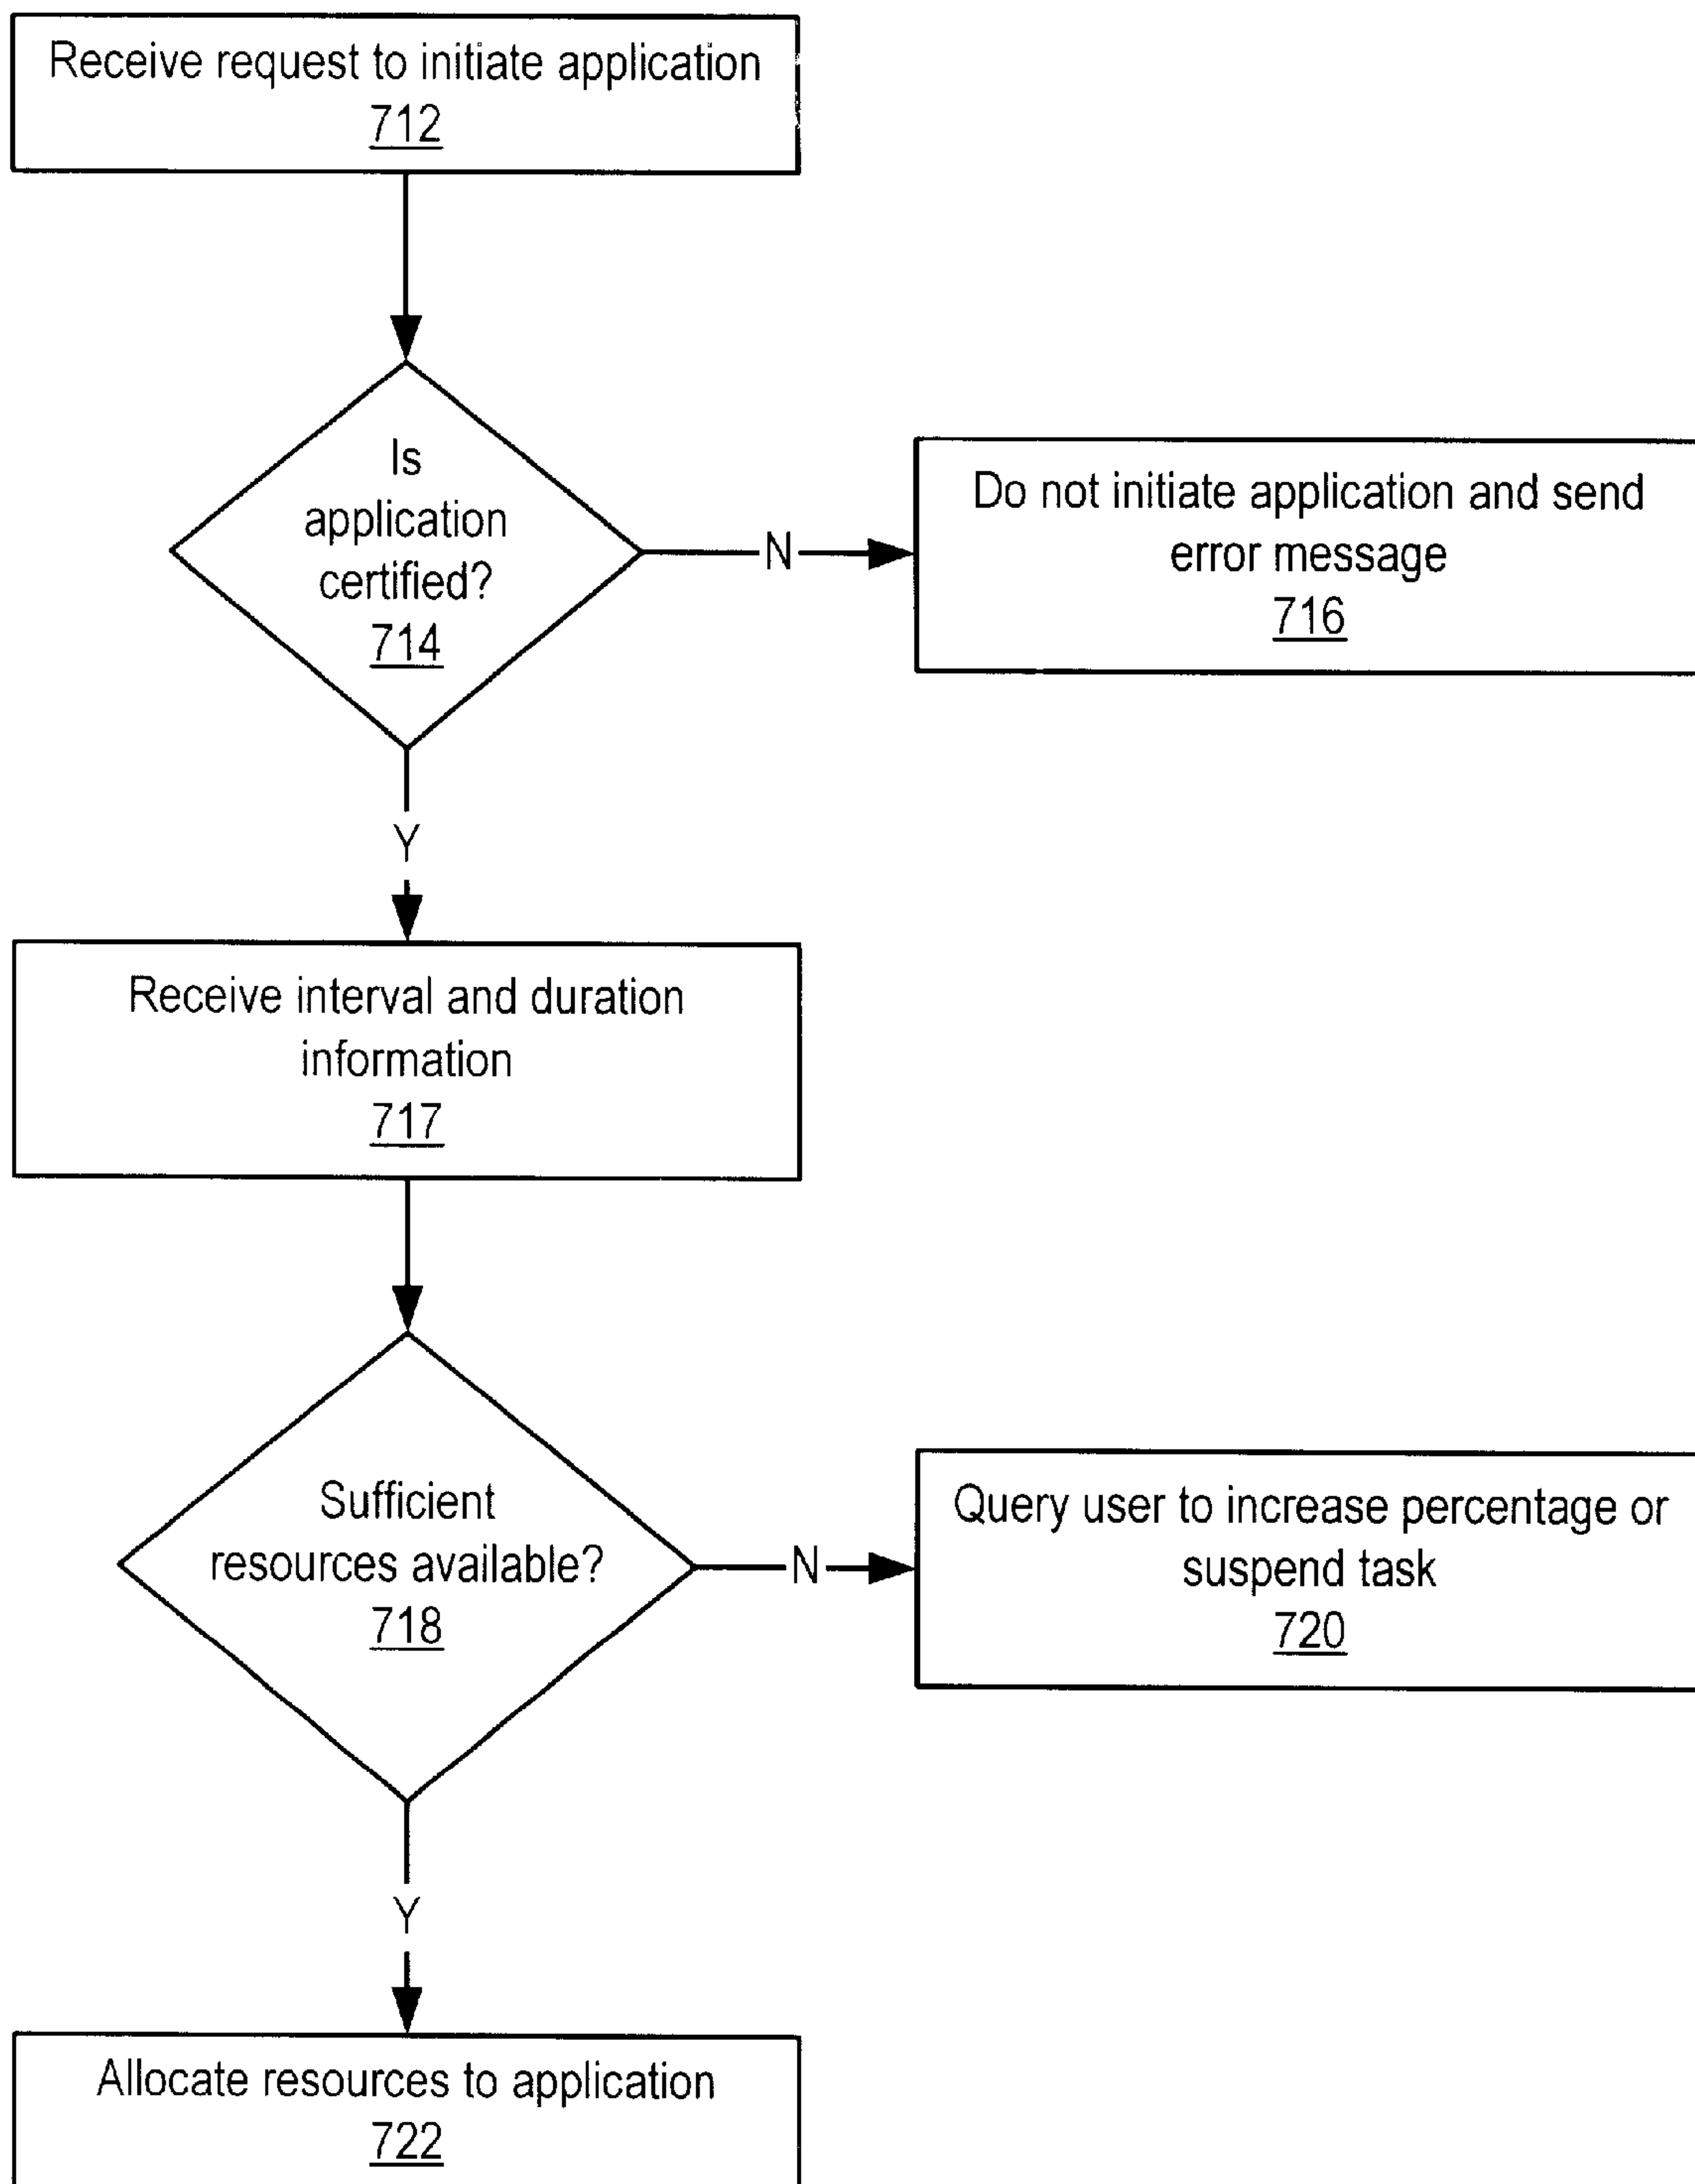 Receive request to initiate application
712
Is
application
certified?
714
N
Do not initiate application and send
error message
716
Y
Receive interval and duration
information
717
Sufficient
resources available?
718
N
Query user to increase percentage or
suspend task
720
Y
Allocate resources to application
722